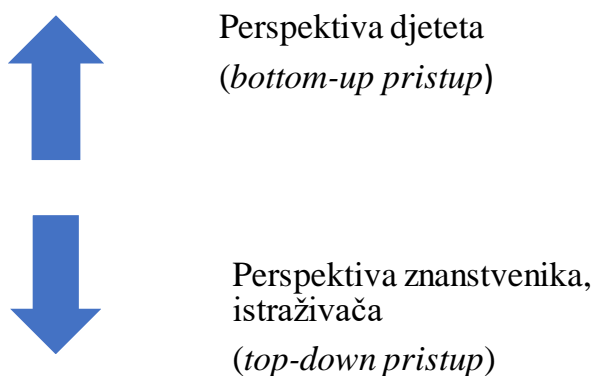 Perspektiva djeteta
(bottom-up pristup)
Perspektiva znanstvenika,
istraživača
(top-down pristup)